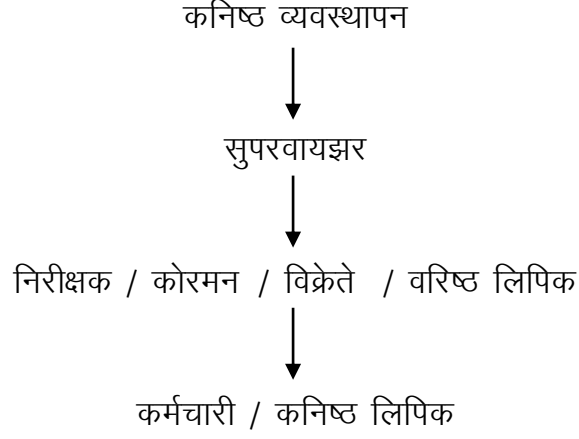 कनिष्ठ व्यवस्थापन
सुपरवायझर
निरीक्षक / कोरमन / विक्रेते / वरिष्ठ लिपिक
कर्मचारी / कनिष्ठ लिपिक